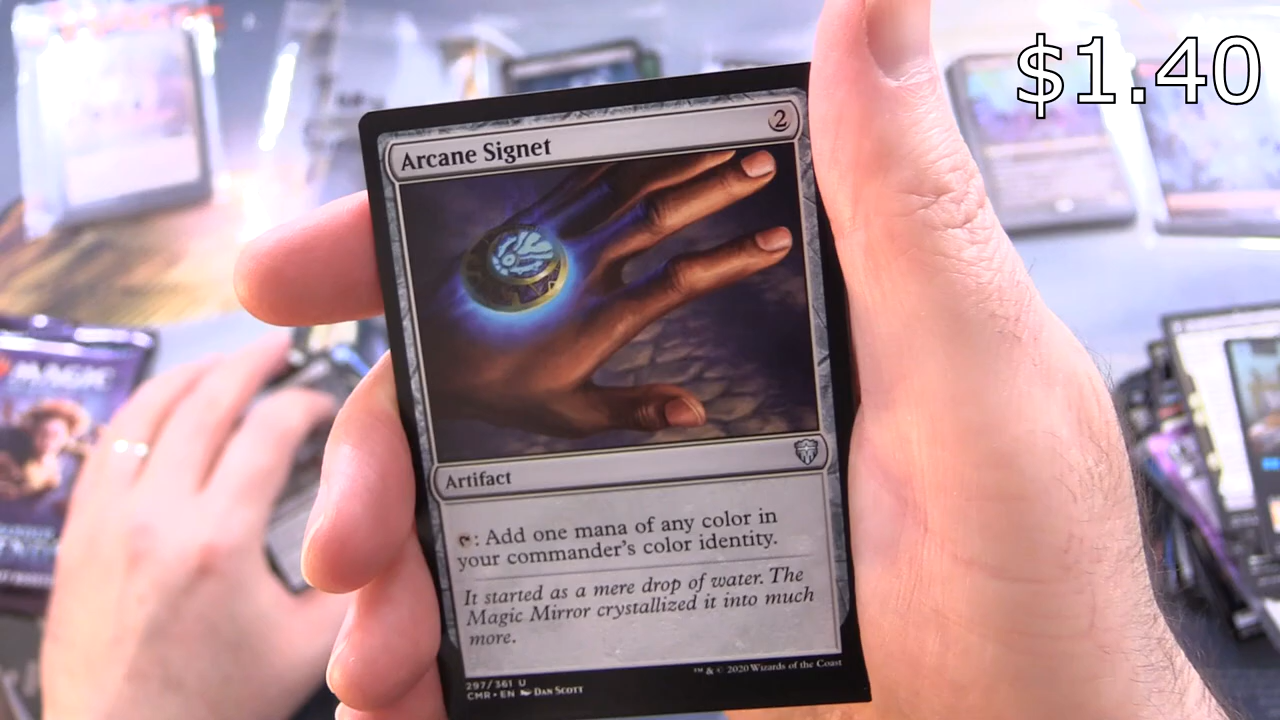 $1.40
Arcane Signet 2
Artifact
: Add one mana of any color in
your commander's color identity.
It started as a mere drop of water. The
Magic Mirror crystallized it into much
more.
297/361 U
CMR • EN Dan Scott
™ & © 2020 Wizards of the Coast
MAGIC